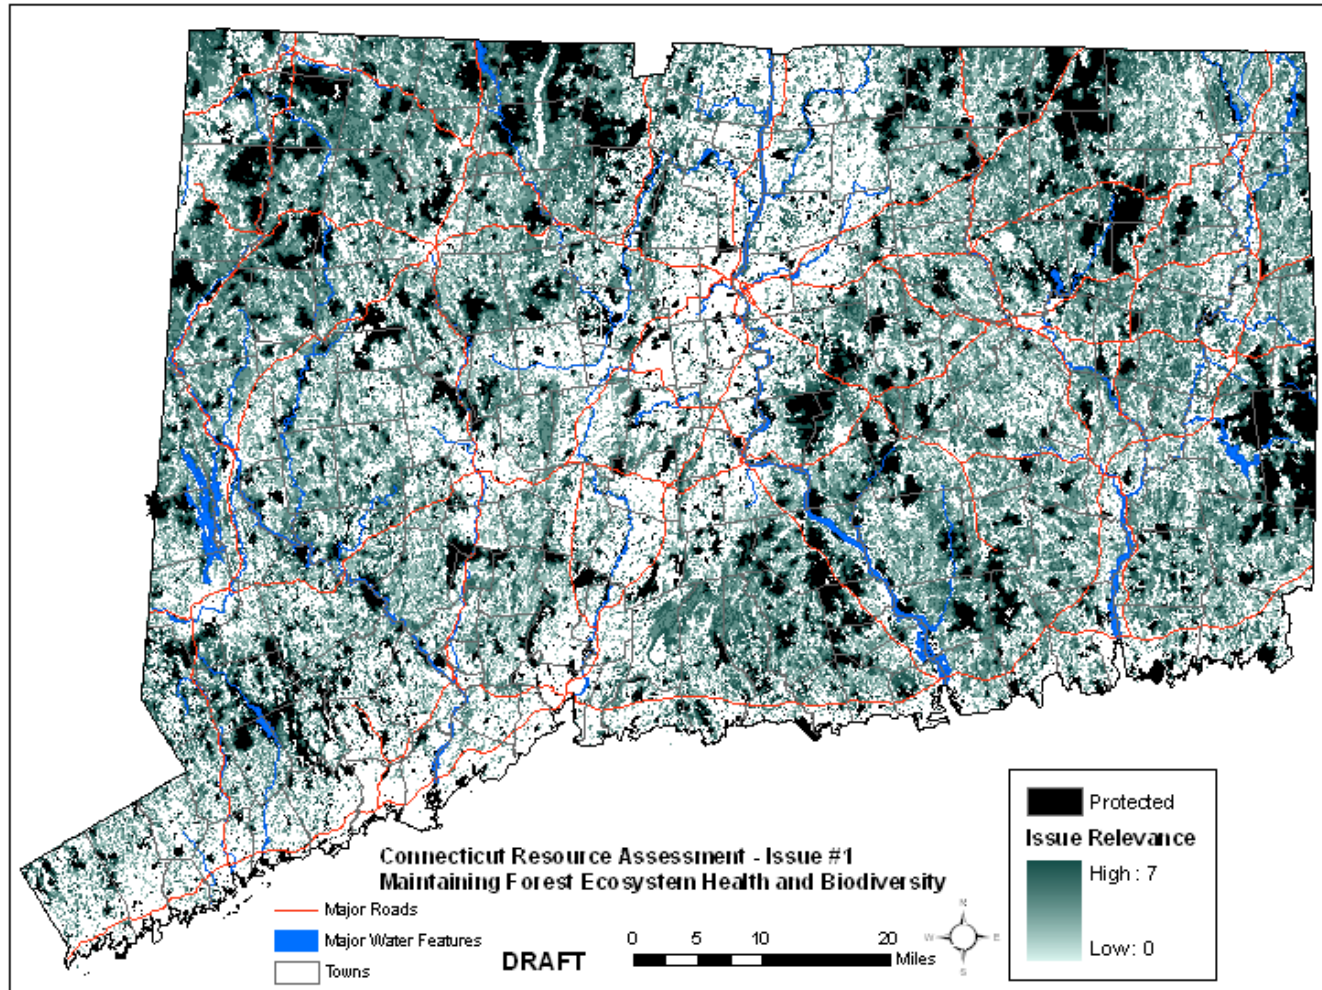 Protected
Issue Relevance
High : 7
Low : 0
Connecticut Resource Assessment - Issue #1
Maintaining Forest Ecosystem Health and Biodiversity
Major Roads
Major Water Features
Towns
DRAFT
0 5 10 20
Miles
N
W E
S